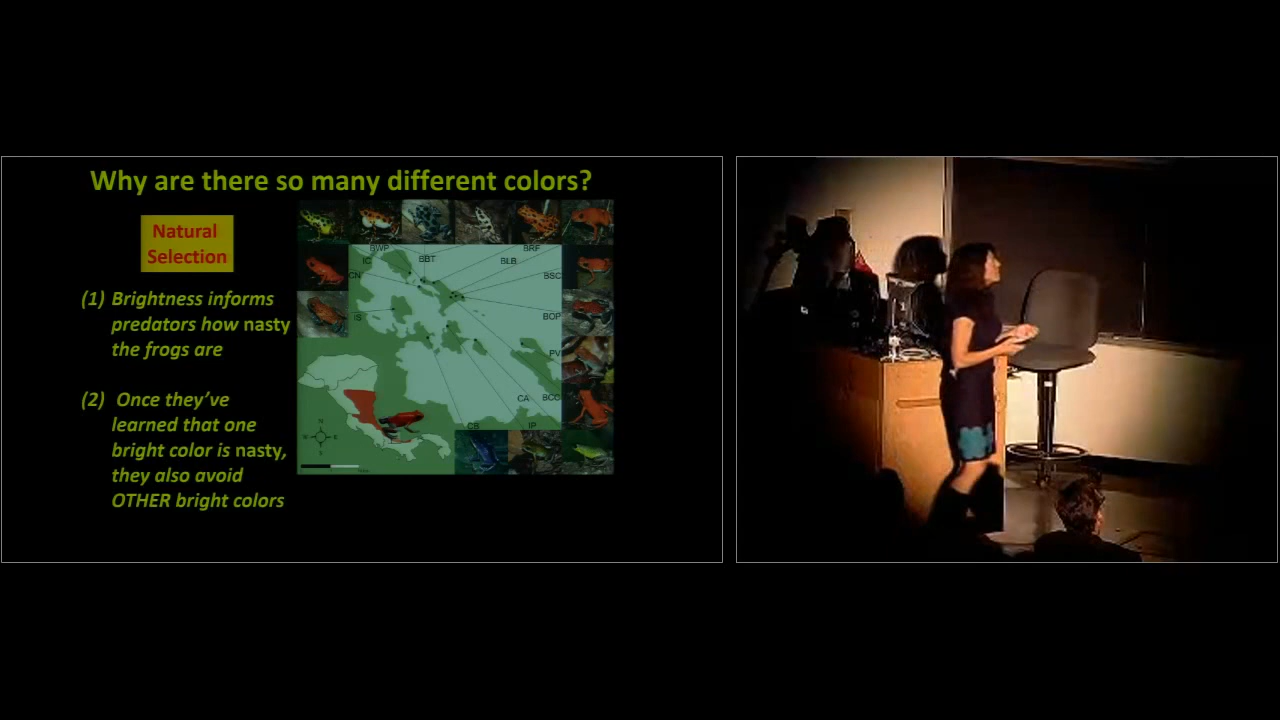 Why are there so many different colors?
Natural
Selection
(1) Brightness informs
predators how nasty
the frogs are
(2) Once they've
learned that one
bright color is nasty,
they also avoid
OTHER bright colors
BWP
BRF
IC
BBT
BLB
CN
BSC
IS
BOP
PV
CA
BCO
CB
IP
N
W
E
S